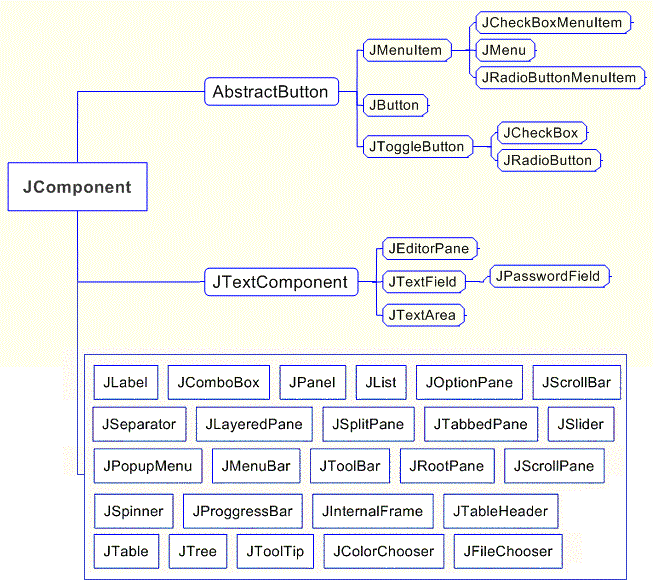 JCheckBoxMenuItem
JMenuItem
JMenu
JRadioButtonMenuItem
AbstractButton
JButton
JCheckBox
JToggleButton
JRadioButton
JComponent
JEditorPane
JTextComponent
JTextField
JPasswordField
JTextArea
JLabel JComboBox JPanel JList JOptionPane JScrollBar
JSeparator JLayeredPane JSplitPane JTabbedPane JSlider
JPopupMenu JMenuBar JToolBar JRootPane JScrollPane
JSpinner JProggressBar JInternalFrame JTableHeader
JTable JTree JToolTip JColorChooser JFileChooser